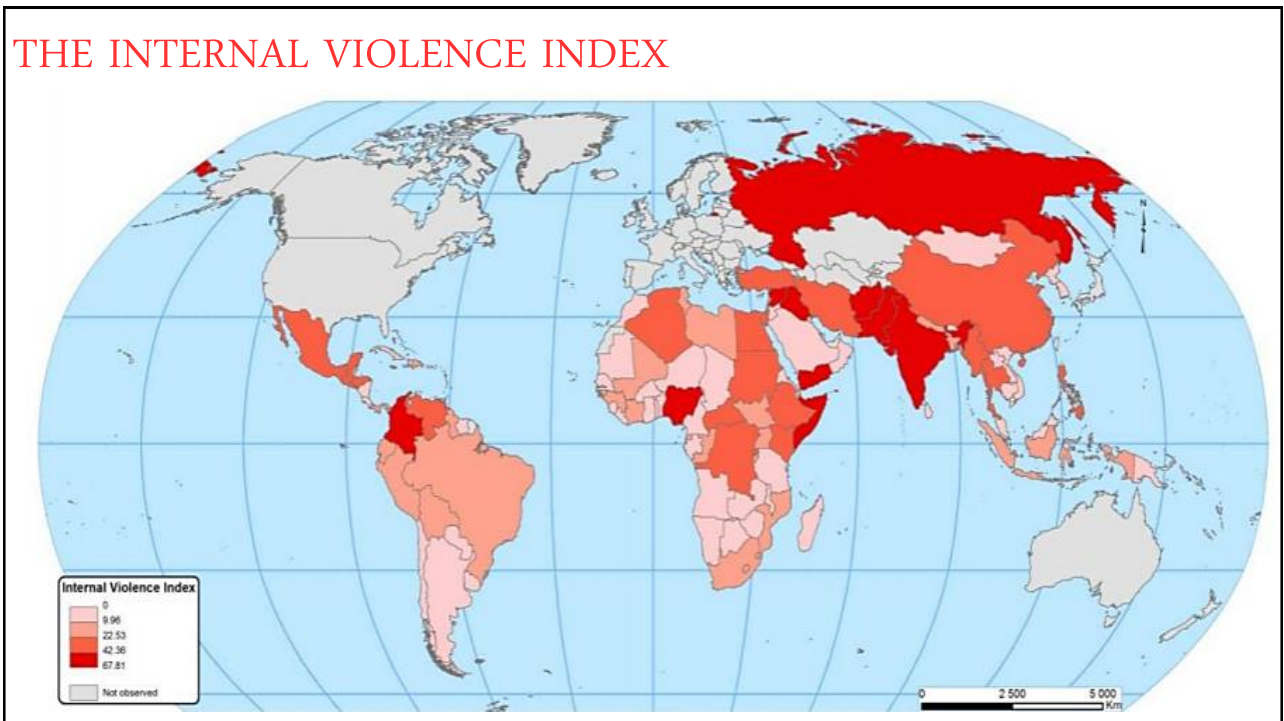 THE INTERNAL VIOLENCE INDEX
N
Internal Violence Index
0
9.96
22.53
42.36
67.81
Not observed
0 2 500 5 000
Km